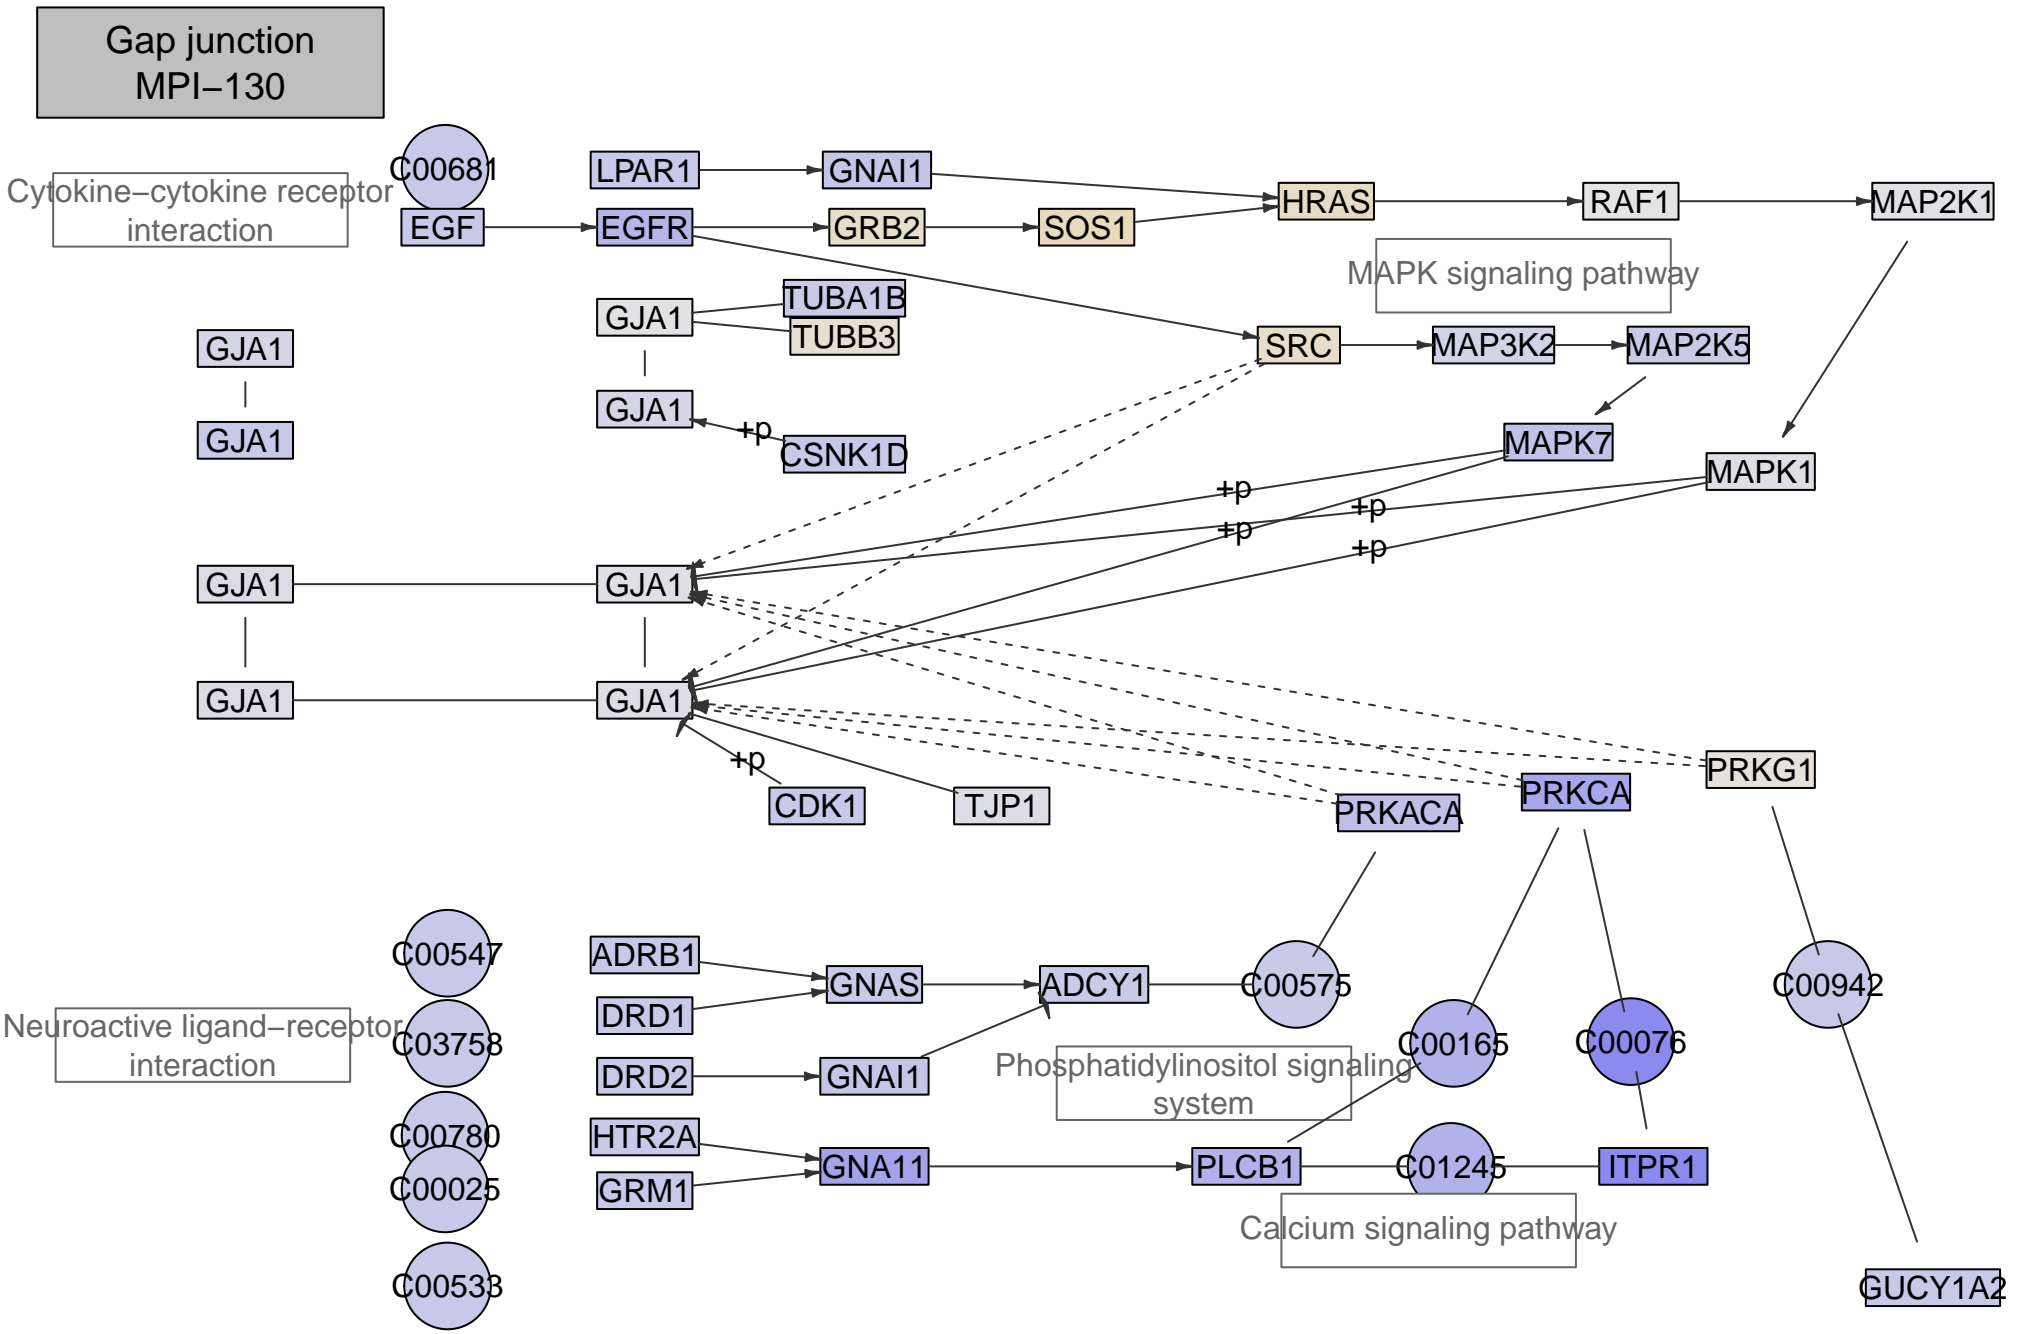 Gap junction
MPI−130
C00681
LPAR1
GNAI1
Cytokine−cytokine receptor
interaction
HRAS
RAF1
MAP2K1
EGF
EGFR
GRB2
SOS1
MAPK signaling pathway
TUBA1B
GJA1
TUBB3
GJA1
SRC
MAP3K2
MAP2K5
GJA1
+p
GJA1
CSNK1D
MAPK7
MAPK1
+p
+p
+p
+p
GJA1
GJA1
GJA1
GJA1
+p
PRKG1
CDK1
TJP1
PRKACA
PRKCA
C00547
ADRB1
GNAS
ADCY1
C00575
C00942
DRD1
Neuroactive ligand−receptor
interaction
C03758
C00165
C00076
DRD2
GNAI1
Phosphatidylinositol signaling
system
C00780
HTR2A
GNA11
PLCB1
C01245
ITPR1
C00025
GRM1
Calcium signaling pathway
C00533
GUCY1A2